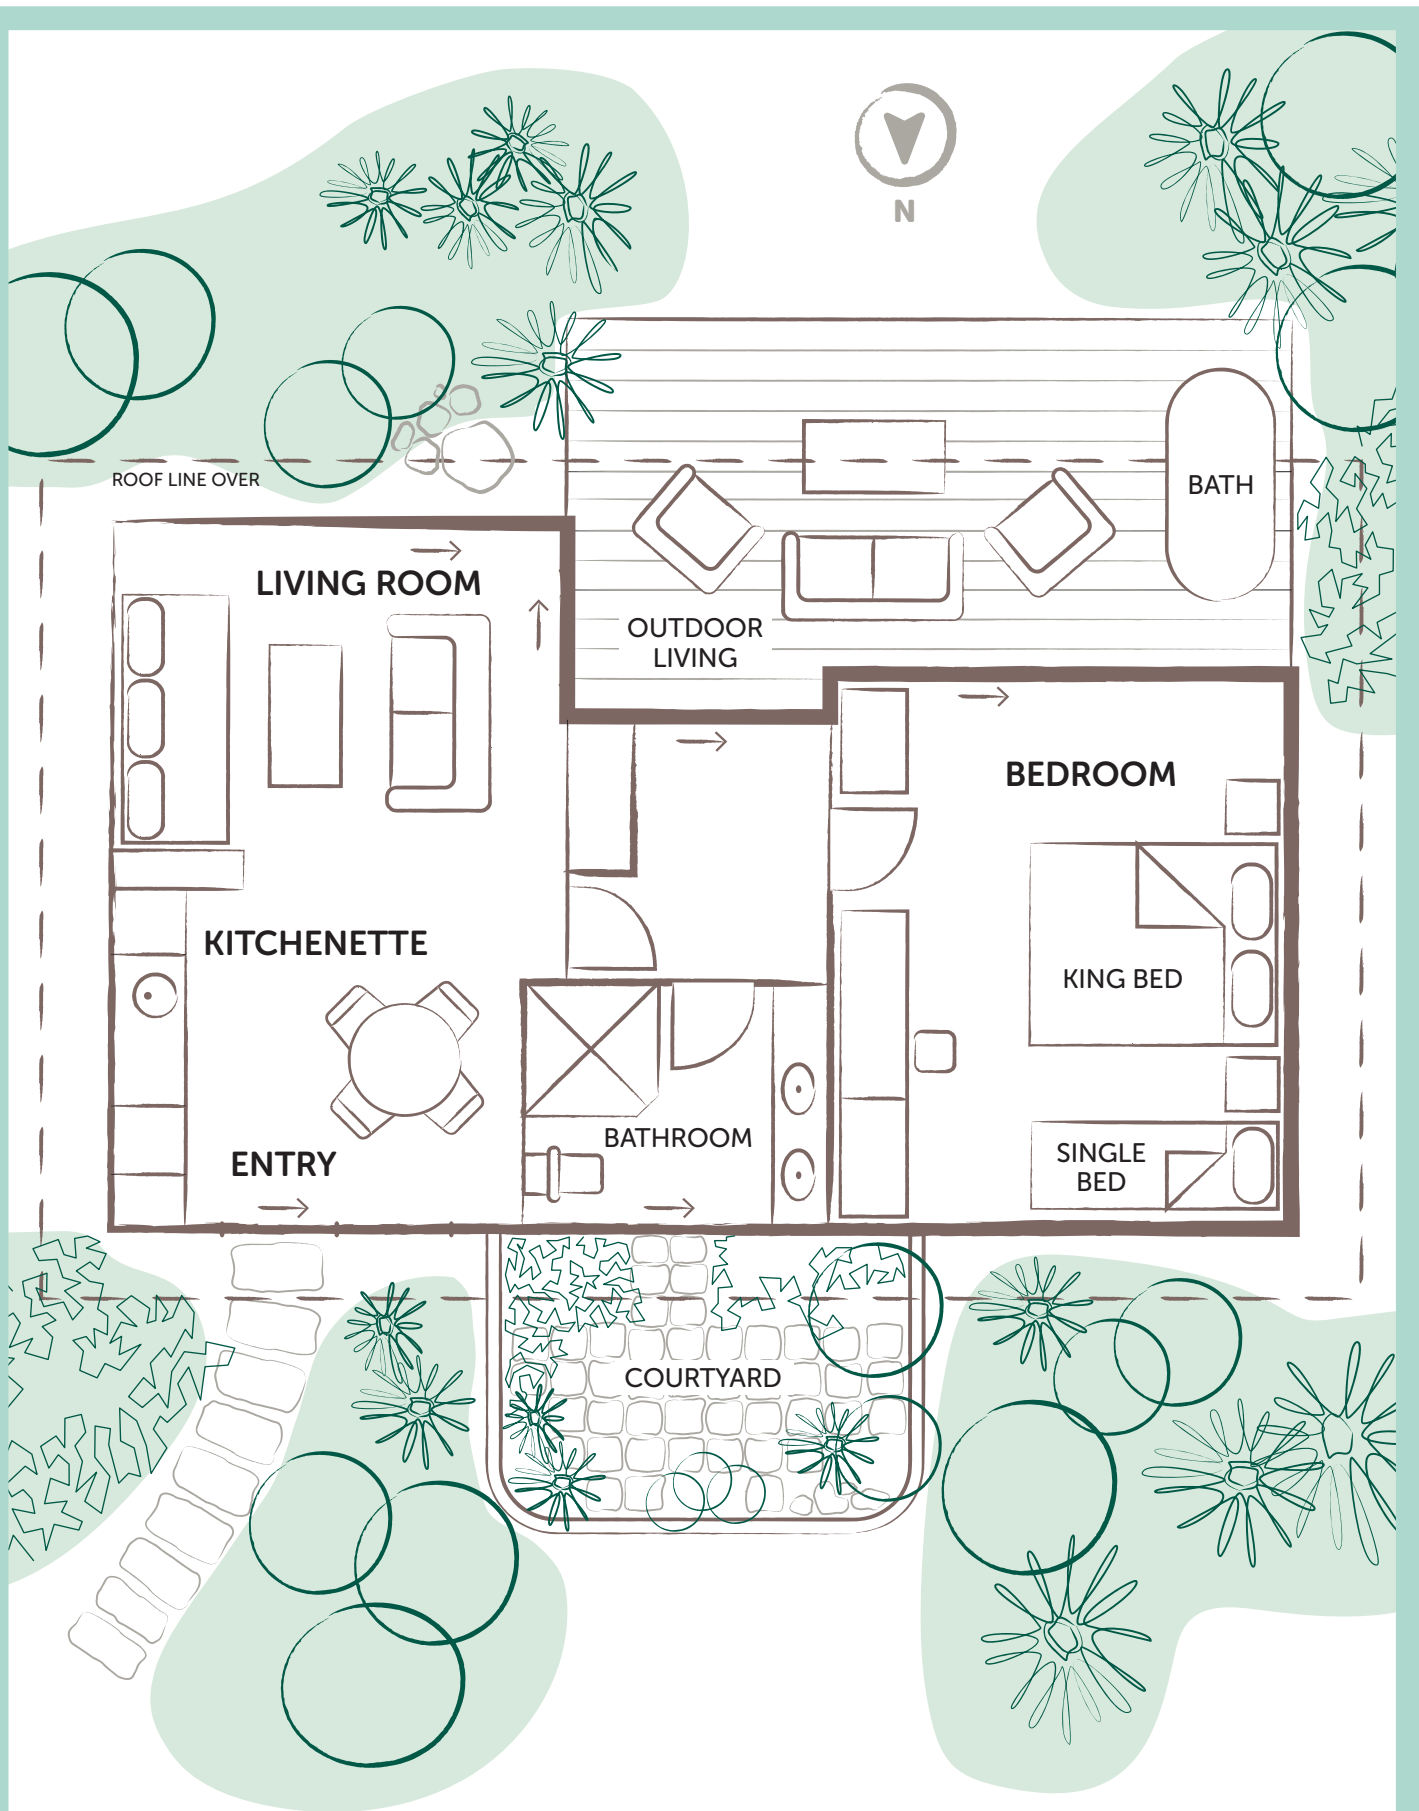 N
ROOF LINE OVER
BATH
LIVING ROOM
OUTDOOR
LIVING
BEDROOM
KITCHENETTE
KING BED
BATHROOM
ENTRY
SINGLE
BED
COURTYARD